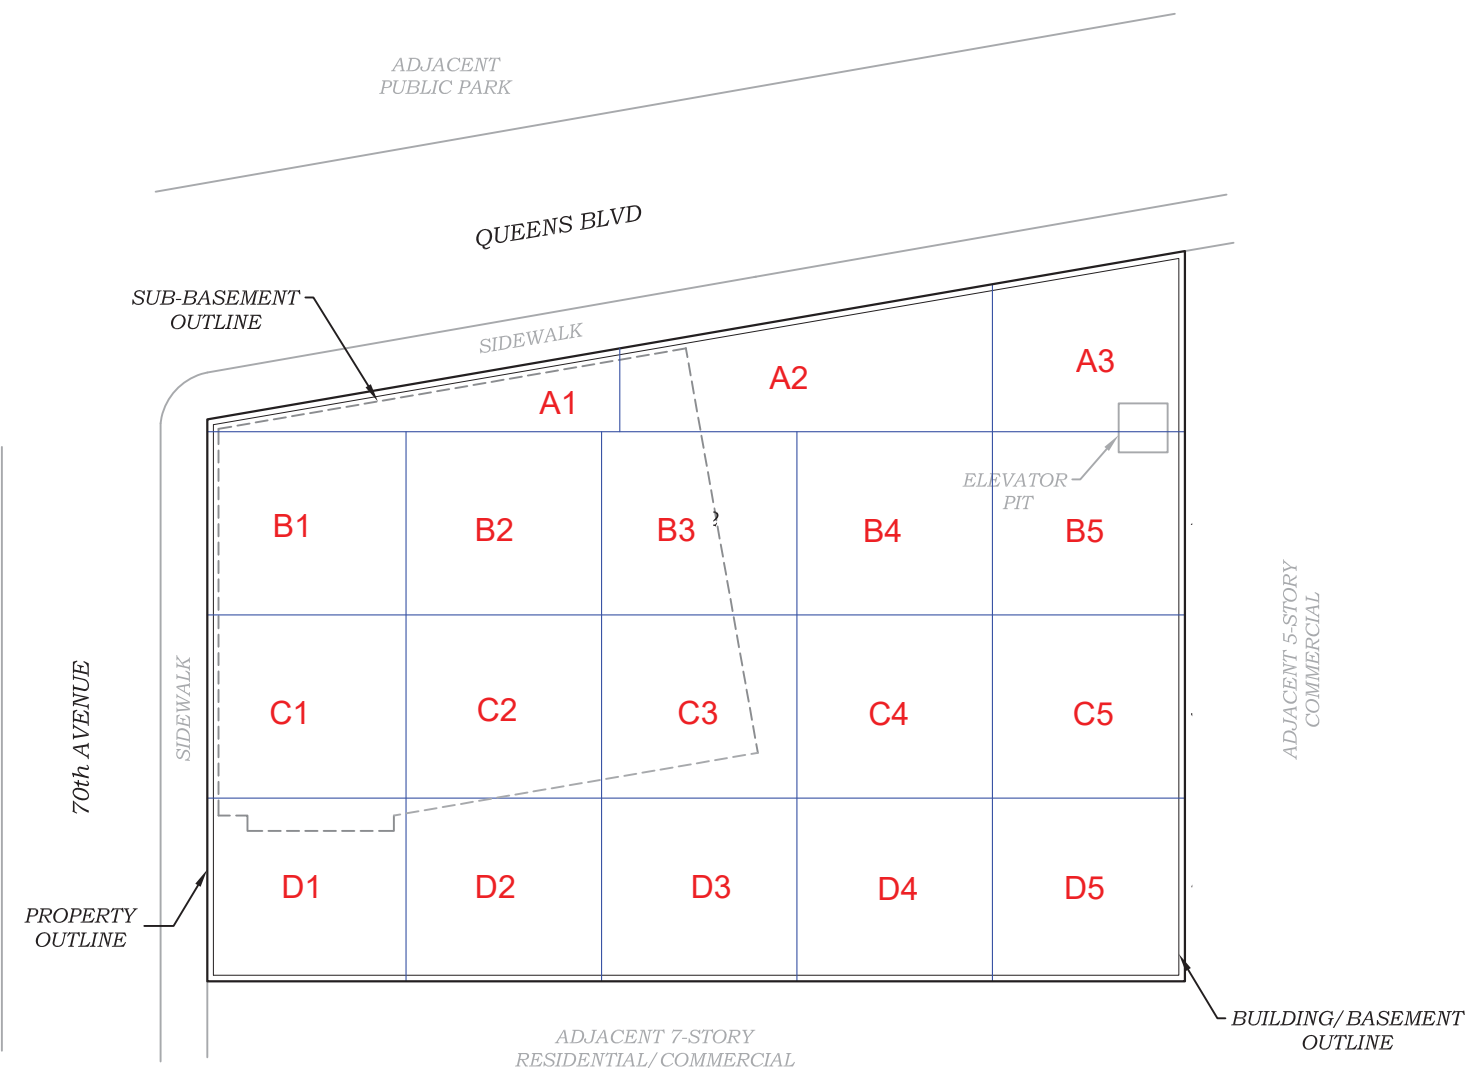 ADJACENT
PUBLIC PARK
QUEENS BLVD
SUB-BASEMENT
OUTLINE
SIDEWALK
A1
A2
A3
ELEVATOR
PIT
B1
B2
B3
B4
B5
ADJACENT 5-STORY
COMMERCIAL
70th AVENUE
SIDEWALK
C1
C2
C3
C4
C5
D1
D2
D3
D4
D5
PROPERTY
OUTLINE
BUILDING/BASEMENT
OUTLINE
ADJACENT 7-STORY
RESIDENTIAL/COMMERCIAL